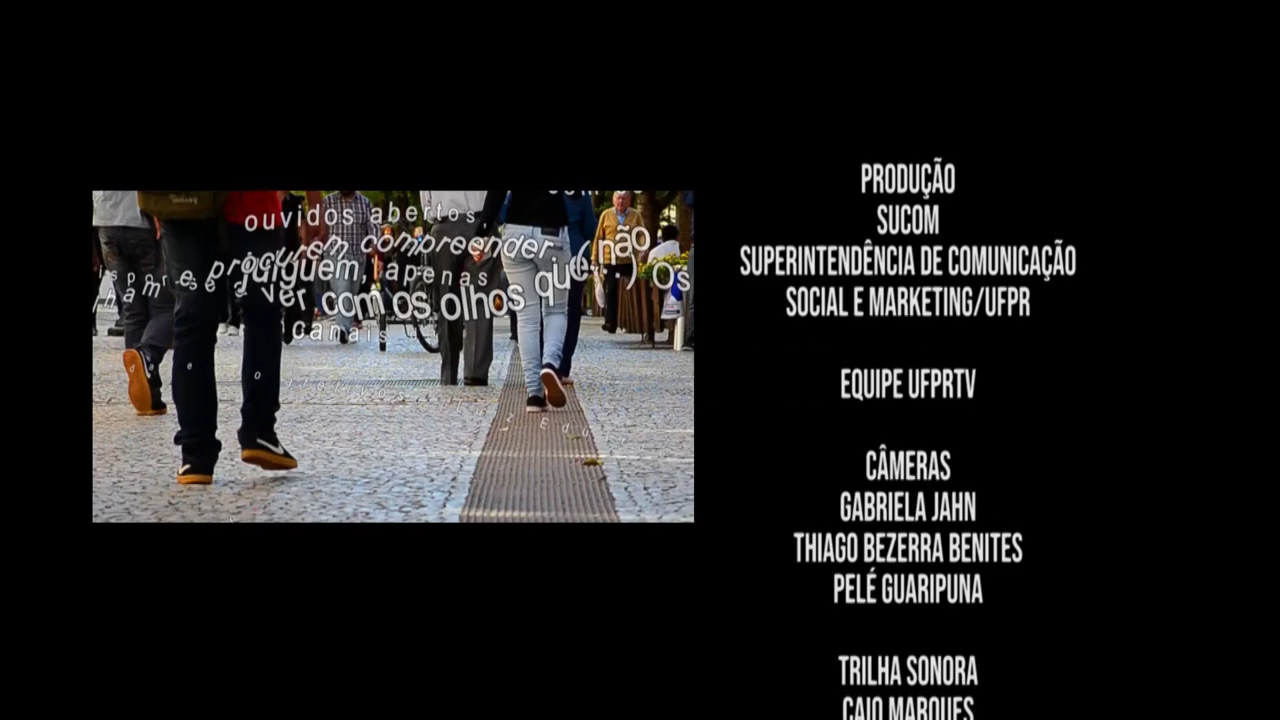 ouvidos abertos
procurem compreender
não
julguem, apenas
ver com os olhos que
Os
canais
PRODUÇÃO
SUCOM
SUPERINTENDÊNCIA DE COMUNICAÇÃO
SOCIAL E MARKETING/UFPR
EQUIPE UFPRTV
CÂMERAS
GABRIELA JAHN
THIAGO BEZERRA BENITES
PELÉ GUARIPUNA
TRILHA SONORA
CAIO MARQUES